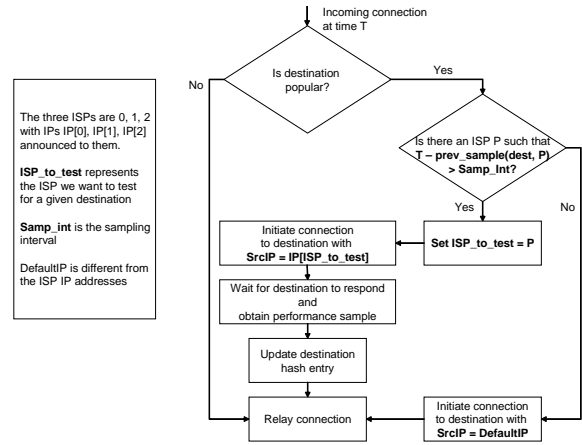 Incoming connection
at time T
Is destination
popular?
No
Yes
The three ISPs are 0, 1, 2
with IPs IP[0], IP[1], IP[2]
announced to them.
ISP_to_test represents
the ISP we want to test
for a given destination
Samp_int is the sampling
interval
DefaultIP is different from
the ISP IP addresses
Is there an ISP P such that
T – prev_sample(dest, P)
> Samp_Int?
Yes
No
Set ISP_to_test = P
Initiate connection
to destination with
SrcIP = IP[ISP_to_test]
Wait for destination to respond
and
obtain performance sample
Update destination
hash entry
Relay connection
Initiate connection
to destination with
SrcIP = DefaultIP